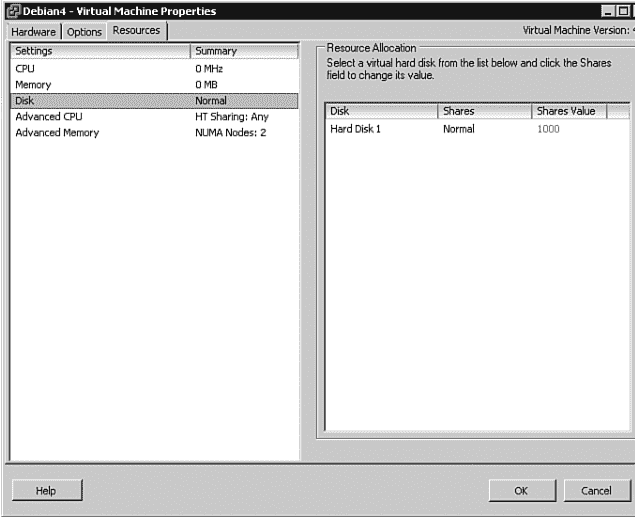 Debian4 - Virtual Machine Properties
Hardware Options Resources
Virtual Machine Version: 4
Settings Summary
CPU 0 MHz
Memory 0 MB
Disk Normal
Advanced CPU HT Sharing: Any
Advanced Memory NUMA Nodes: 2
Resource Allocation
Select a virtual hard disk from the list below and click the Shares
field to change its value.
Disk Shares Shares Value
Hard Disk 1 Normal 1000
Help OK Cancel